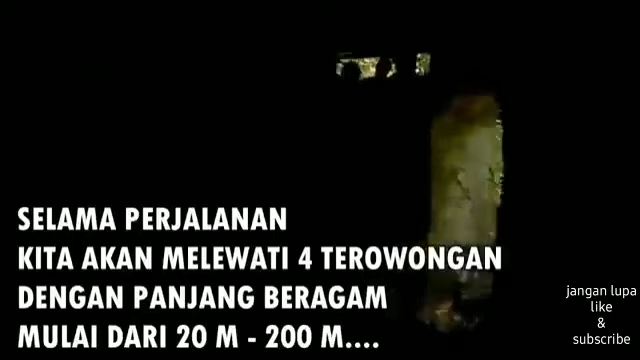 SELAMA PERJALANAN
KITA AKAN MELEWATI 4 TEROWONGAN
DENGAN PANJANG BERAGAM
MULAI DARI 20 M - 200 M....
jangan lupa
like
&
subscribe